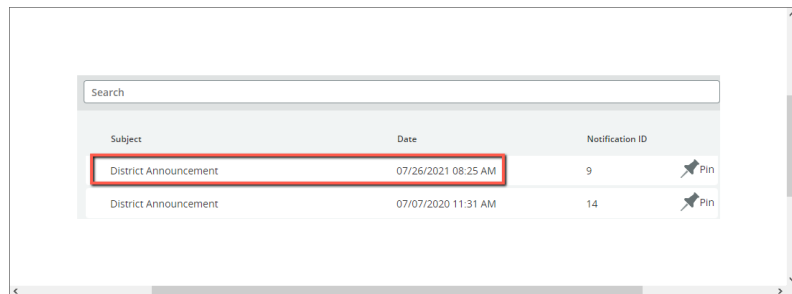 Search
Subject Date Notification ID
District Announcement 07/26/2021 08:25 AM 9 Pin
District Announcement 07/07/2020 11:31 AM 14 Pin